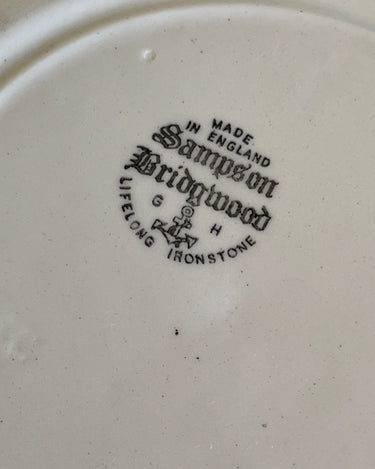 MADE
IN ENGLAND
Sampson
Bridgwood
G H
LIFELONG IRONSTONE